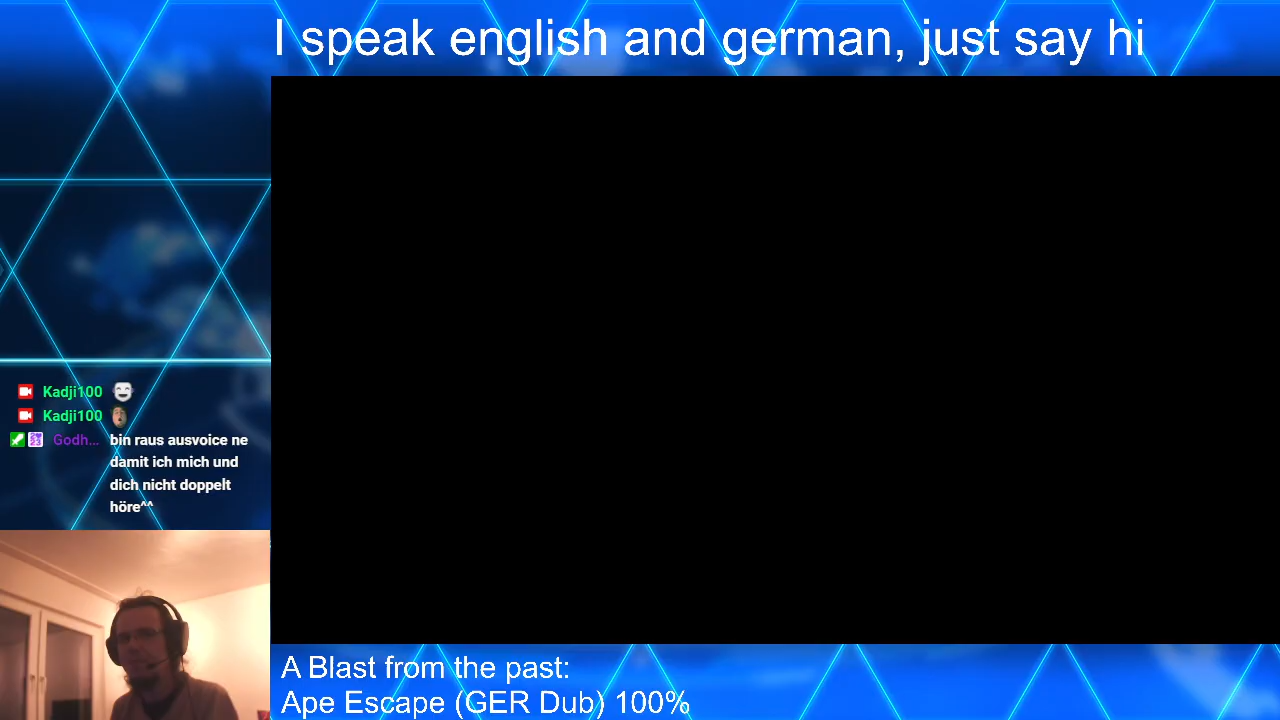 I speak english and german, just say hi
Kadji100
Kadji100
Godh... bin raus ausvoice ne
damit ich mich und
dich nicht doppelt
höre^^
A Blast from the past:
Ape Escape (GER Dub) 100%